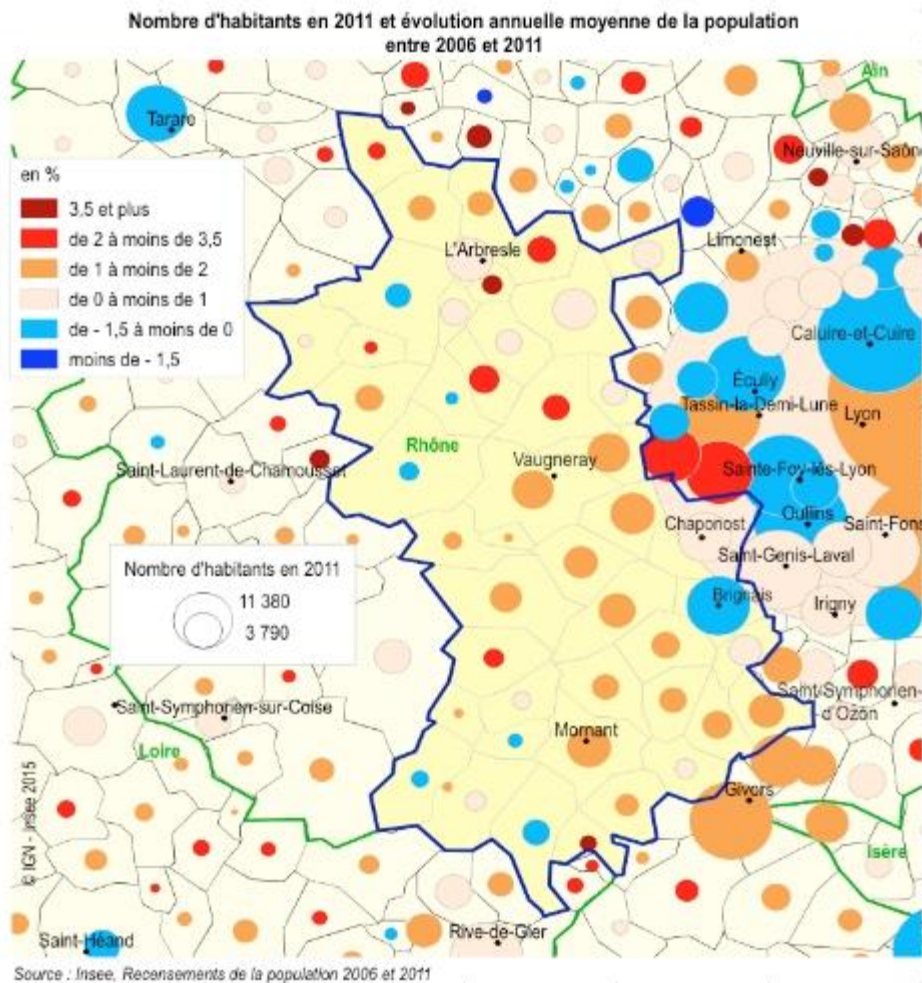 Nombre d'habitants en 2011 et évolution annuelle moyenne de la population
entre 2006 et 2011
Ain
Tarare
Neuville-sur-Saône
en %
3,5 et plus
de 2 à moins de 3,5
de 1 à moins de 2
de 0 à moins de 1
de - 1,5 à moins de 0
moins de - 1,5
L'Arbresle
Limonest
Caluire-et-Cuire
Écully
Tassin-la-Demi-Lune
Lyon
Rhône
Vaugneray
Saint-Laurent-de-Chamousset
Sainte-Foy-lès-Lyon
Chaponost
Oullins
Saint-Fons
Saint-Genis-Laval
Nombre d'habitants en 2011
11 380
3 790
Brignais
Irigny
Saint-Symphorien-sur-Coise
Saint-Symphorien-
d'Ozon
Mornant
Loire
Givors
Isère
© IGN - Insee 2015
Rive-de-Gier
Saint-Héand
Source : Insee, Recensements de la population 2006 et 2011